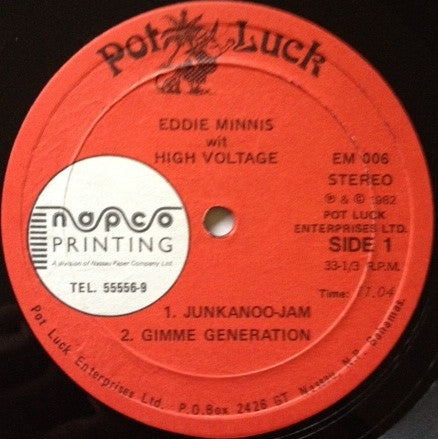 Pot Luck
EDDIE MINNIS
wit
HIGH VOLTAGE
EM 006
STEREO
℗ & © 1982
POT LUCK
ENTERPRISES LTD.
SIDE 1
33-1/3 R.P.M.
Time: 17.04
napco
PRINTING
A division of Nassau Paper Company Ltd.
TEL. 55556-9
1. JUNKANOO-JAM
2. GIMME GENERATION
Pot Luck Enterprises Ltd. P.O.Box 2426 GT Nassau, N.P. Bahamas.